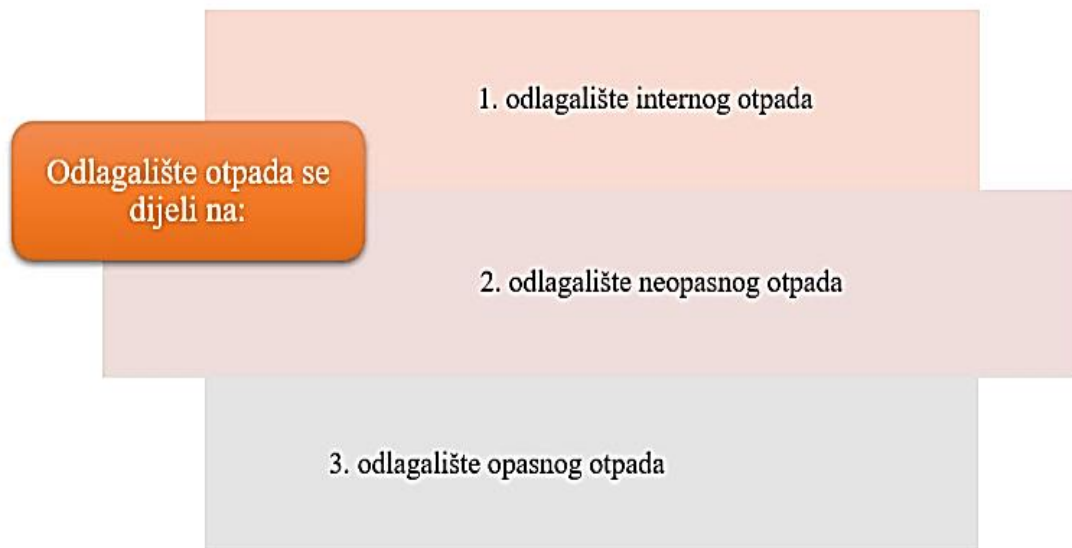 Odlagalište otpada se
dijeli na:
1. odlagalište internog otpada
2. odlagalište neopasnog otpada
3. odlagalište opasnog otpada